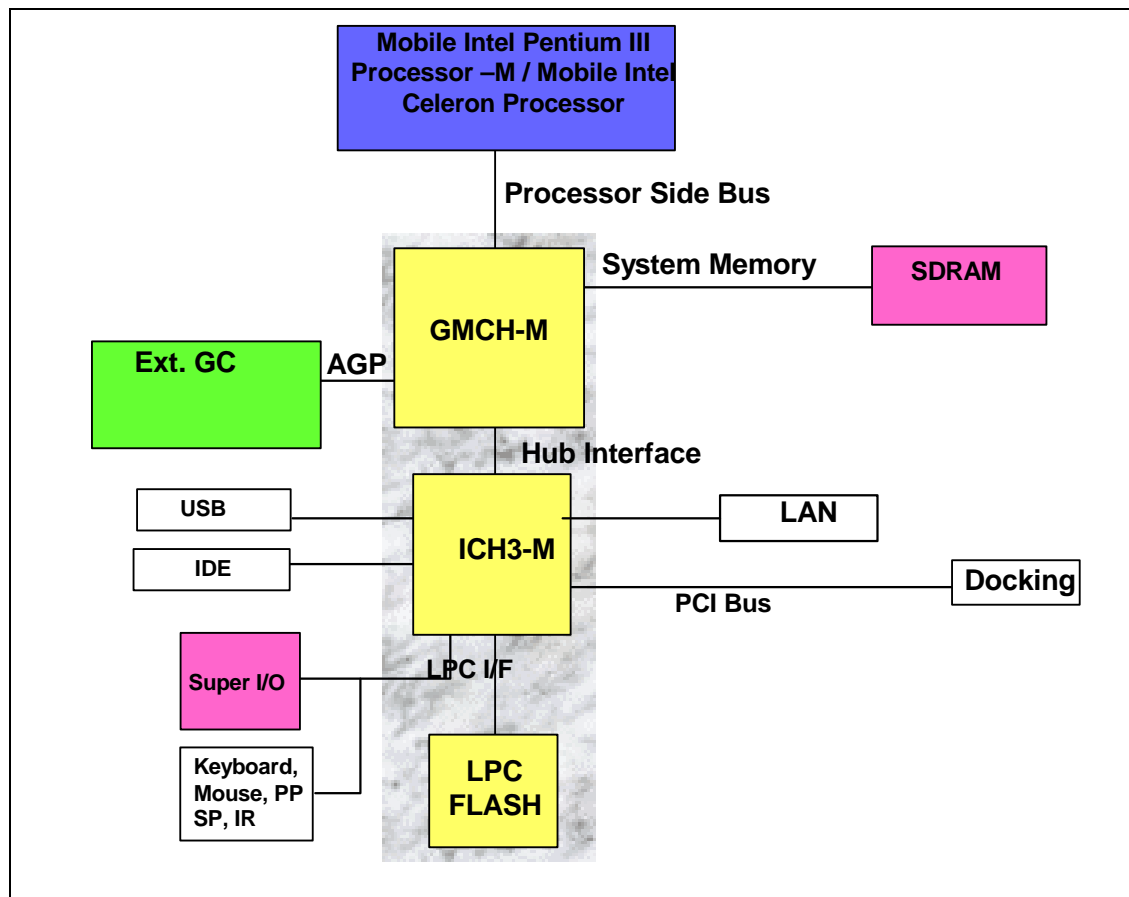 Mobile Intel Pentium III
Processor –M / Mobile Intel
Celeron Processor
Processor Side Bus
System Memory
SDRAM
GMCH-M
Ext. GC
AGP
Hub Interface
USB
LAN
ICH3-M
IDE
Docking
PCI Bus
LPC I/F
Super I/O
Keyboard,
Mouse, PP
SP, IR
LPC
FLASH